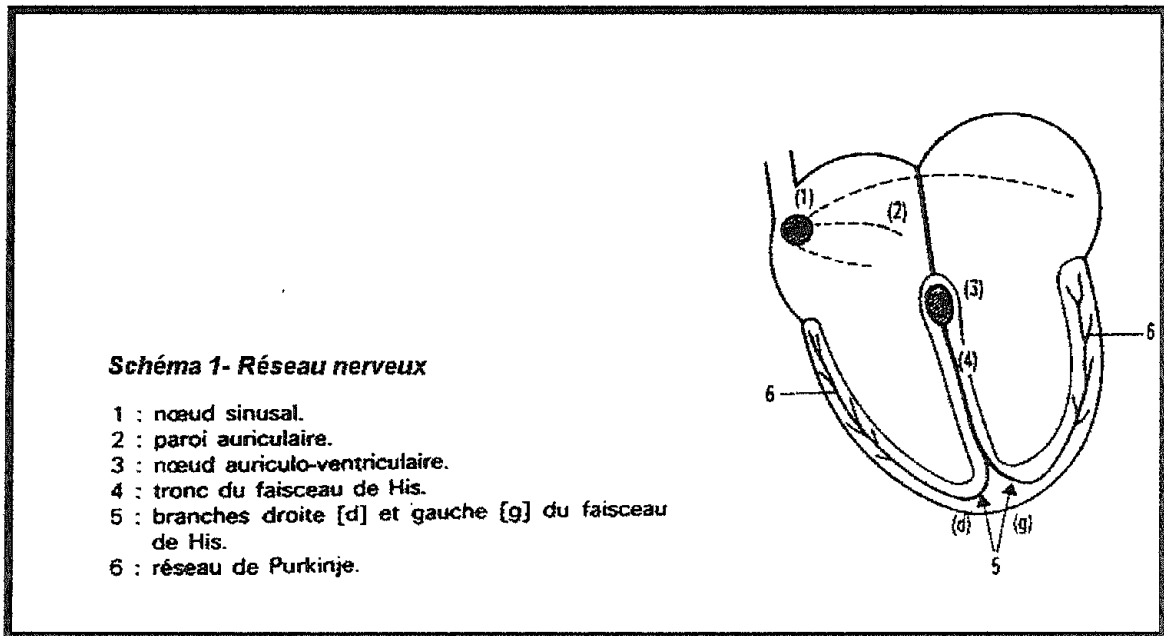 Schéma 1- Réseau nerveux
1 : nœud sinusal.
2 : paroi auriculaire.
3 : nœud auriculo-ventriculaire.
4 : tronc du faisceau de His.
5 : branches droite [d] et gauche [g] du faisceau
de His.
6 : réseau de Purkinje.
(1)
(2)
(3)
6
(4)
6
(d)
(g)
5